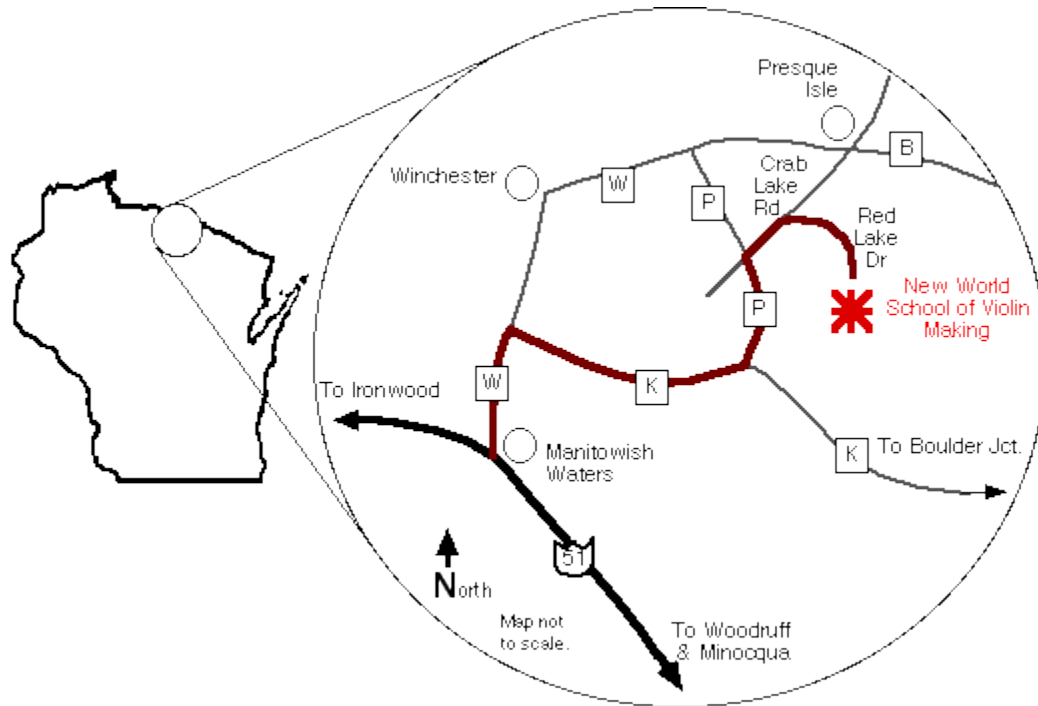 Presque
Isle
B
Winchester
W
Crab
Lake
Rd
P
Red
Lake
Dr
New World
School of Violin
Making
P
W
K
To Ironwood
Manitowish
Waters
K
To Boulder Jct.
51
North
Map not
to scale.
To Woodruff
& Minocqua